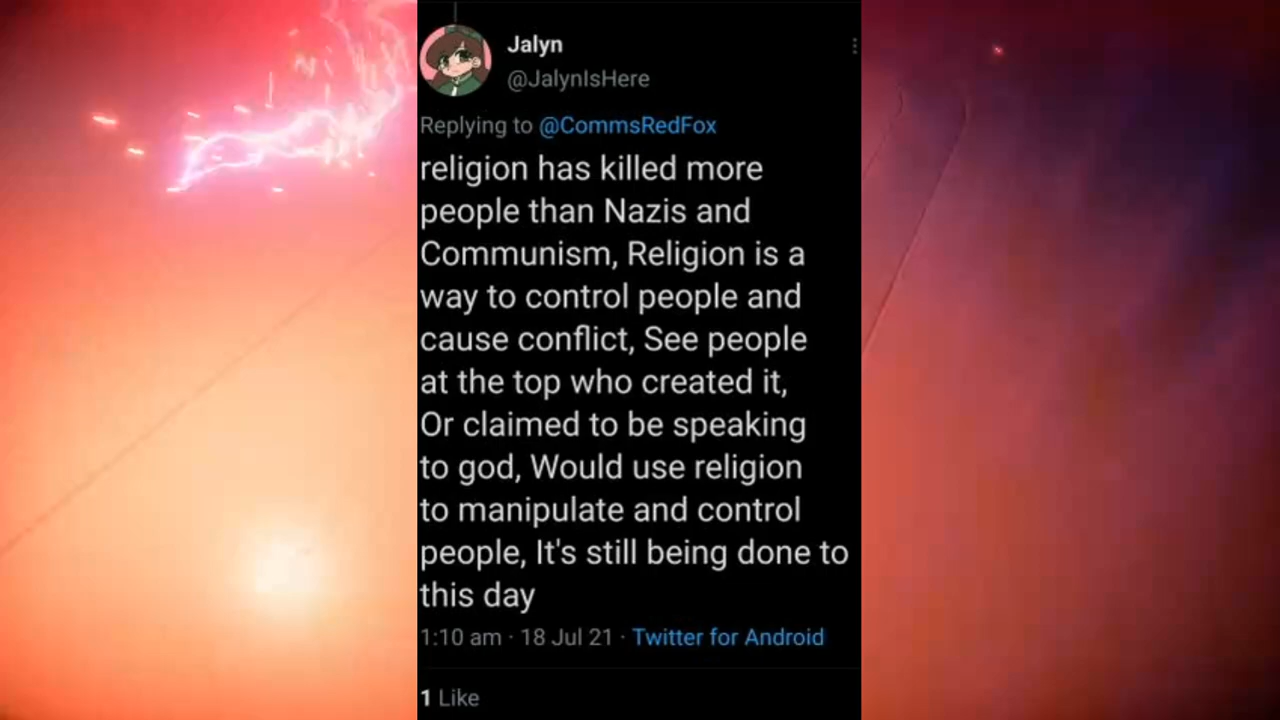 Jalyn
@JalynIsHere
Replying to @CommsRedFox
religion has killed more
people than Nazis and
Communism, Religion is a
way to control people and
cause conflict, See people
at the top who created it,
Or claimed to be speaking
to god, Would use religion
to manipulate and control
people, It's still being done to
this day
1:10 am · 18 Jul 21 · Twitter for Android
1 Like